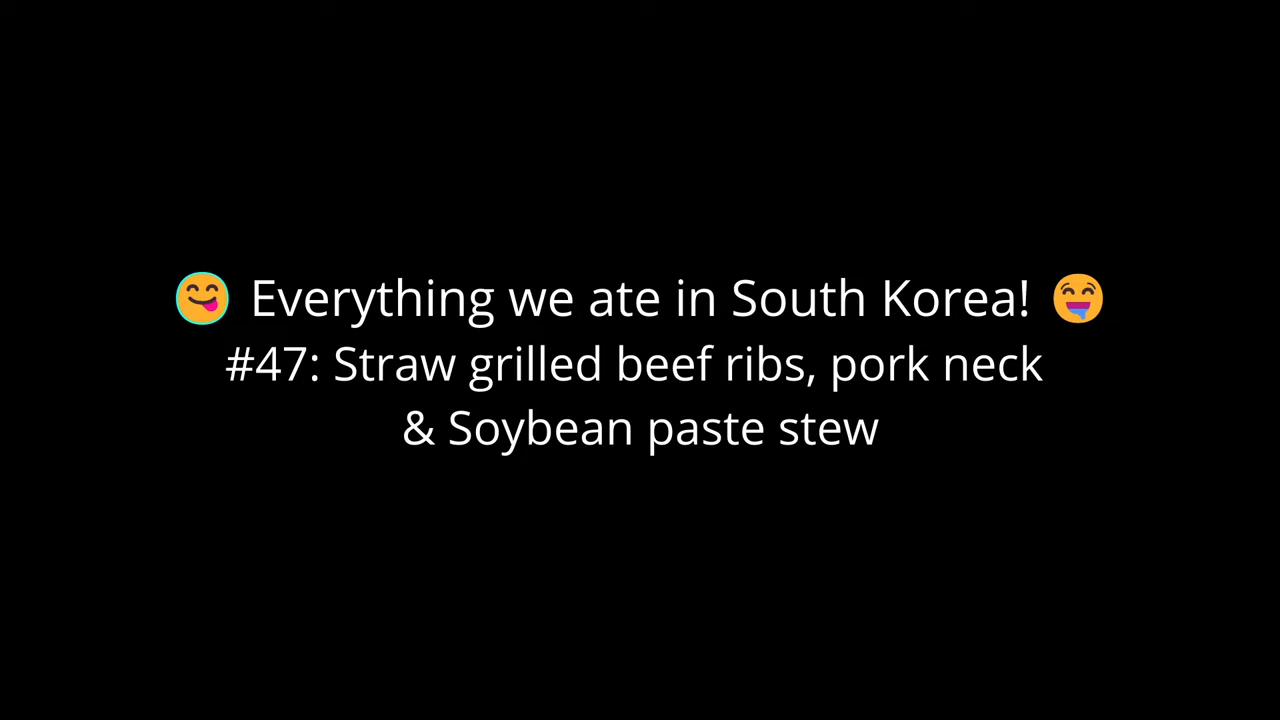 😋 Everything we ate in South Korea! 🤤
#47: Straw grilled beef ribs, pork neck
& Soybean paste stew